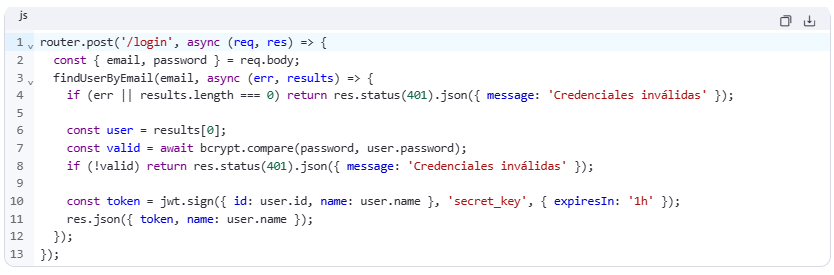 js
1 router.post('/login', async (req, res) => {
2   const { email, password } = req.body;
3   findUserByEmail(email, async (err, results) => {
4     if (err || results.length === 0) return res.status(401).json({ message: 'Credenciales inválidas' });
5
6     const user = results[0];
7     const valid = await bcrypt.compare(password, user.password);
8     if (!valid) return res.status(401).json({ message: 'Credenciales inválidas' });
9
10     const token = jwt.sign({ id: user.id, name: user.name }, 'secret_key', { expiresIn: '1h' });
11     res.json({ token, name: user.name });
12   });
13 });